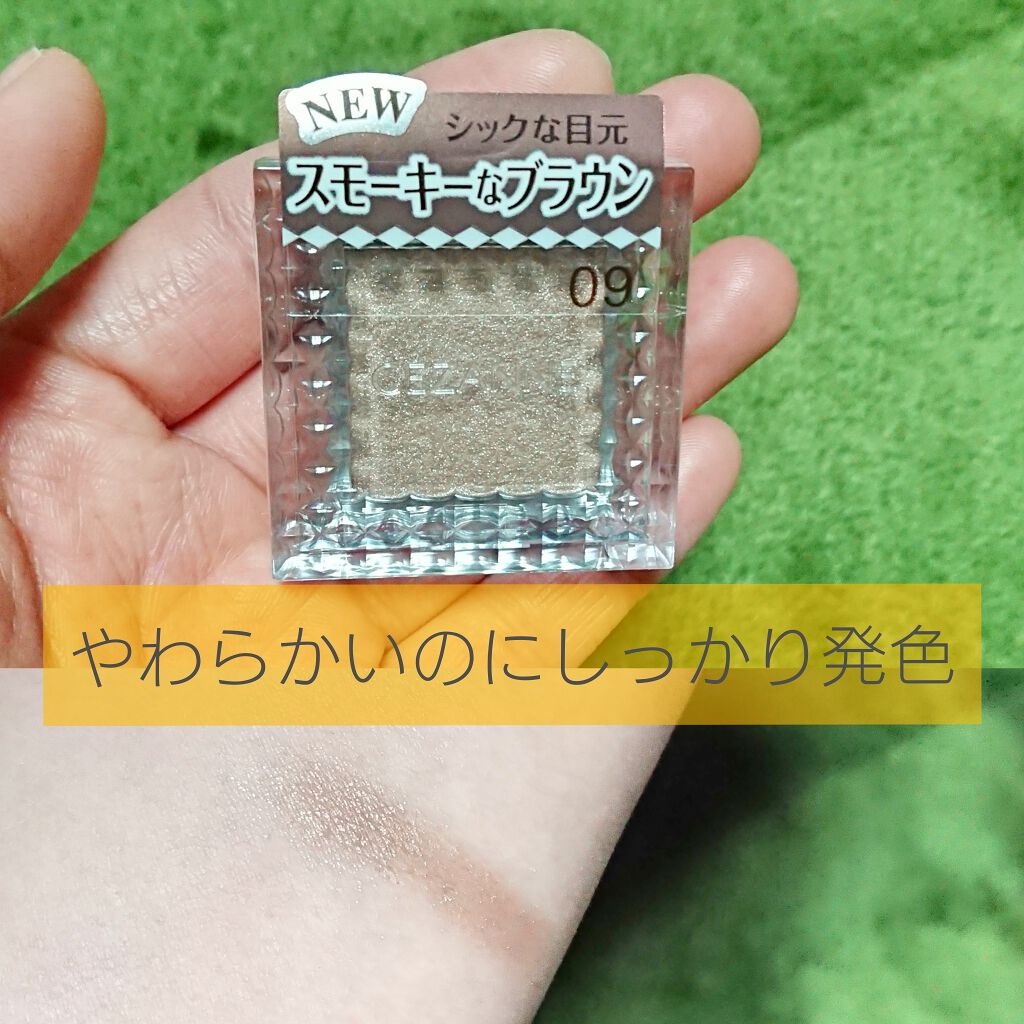 NEW
シックな目元
スモーキーなブラウン
09
CEZANNE
やわらかいのにしっかり発色